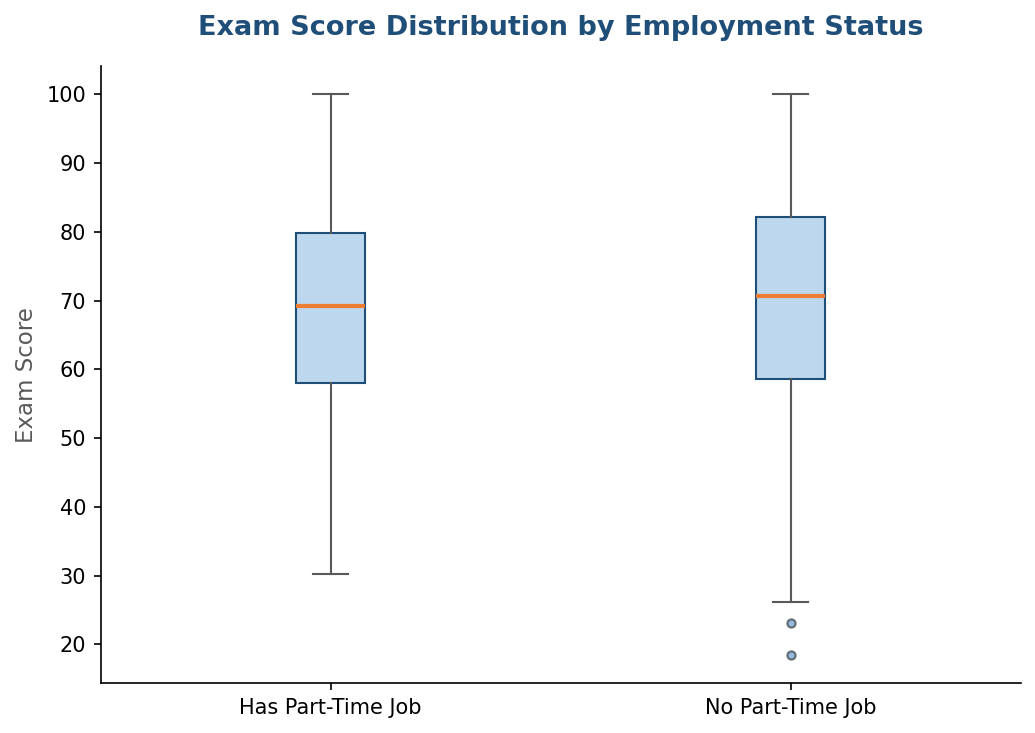 Exam Score Distribution by Employment Status
Exam Score
100
90
80
70
60
50
40
30
20
Has Part-Time Job
No Part-Time Job